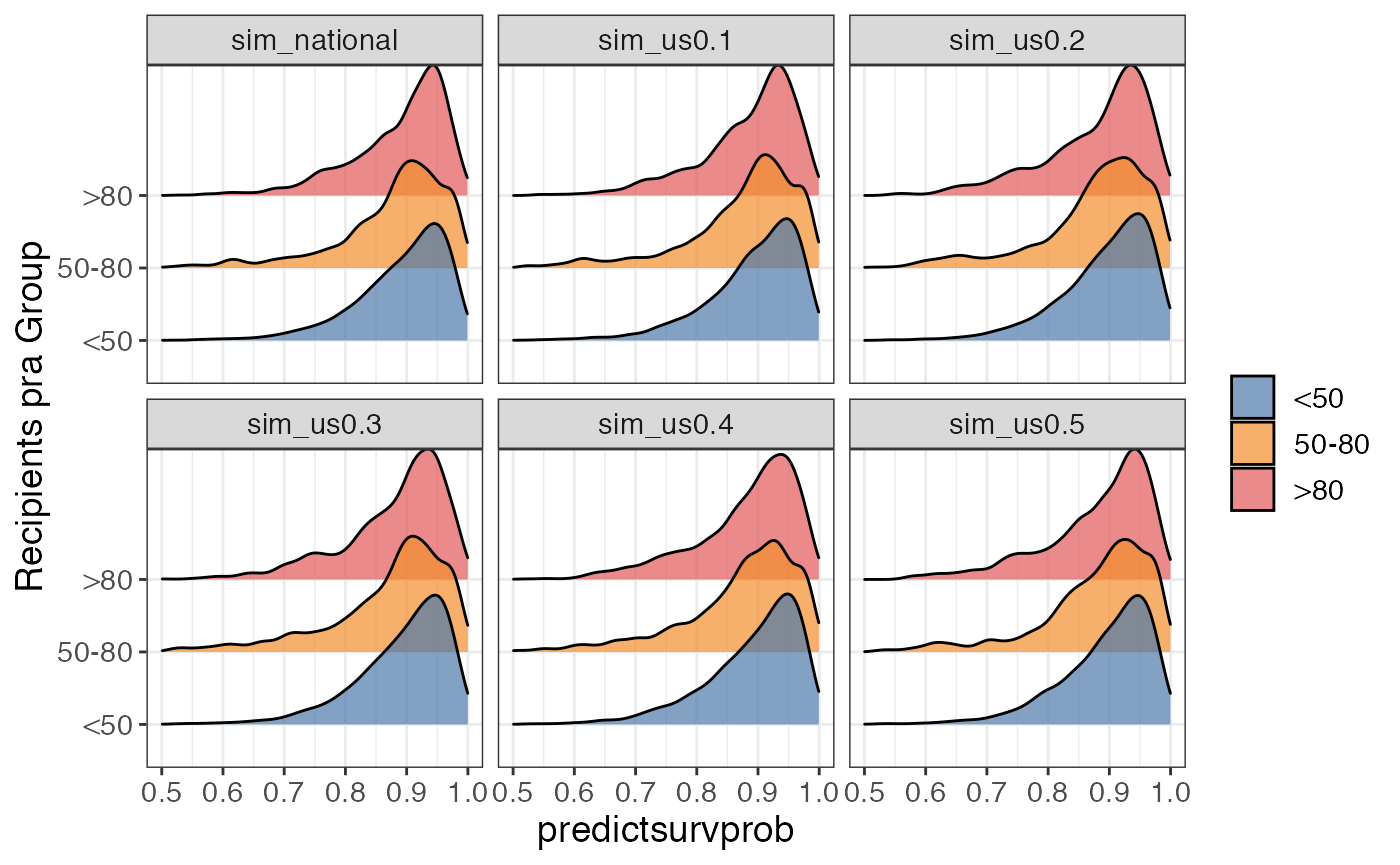 sim_national sim_us0.1 sim_us0.2
>80
50-80
<50
sim_us0.3 sim_us0.4 sim_us0.5
>80
50-80
<50
0.5 0.6 0.7 0.8 0.9 1.0 0.5 0.6 0.7 0.8 0.9 1.0 0.5 0.6 0.7 0.8 0.9 1.0
predictsurvprob
Recipients pra Group
<50
50-80
>80